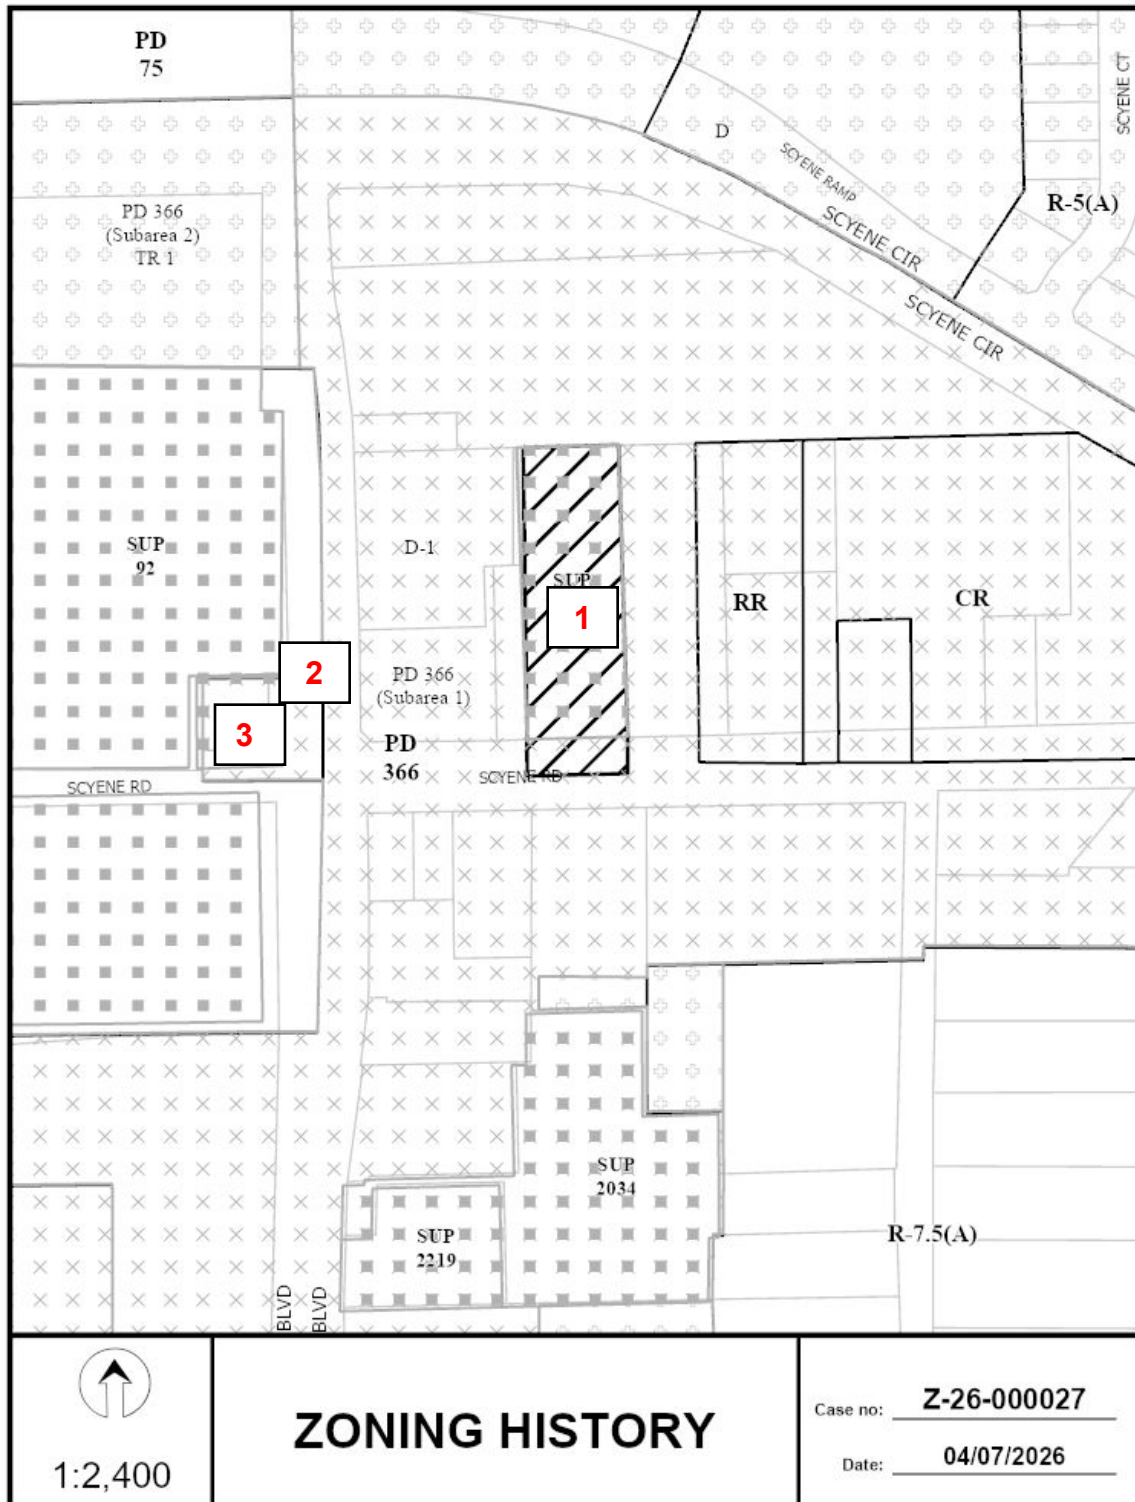 PD
75
SCYENE CT
D
SCYENE RAMP
R-5(A)
PD 366
(Subarea 2)
TR 1
SCYENE CIR
SCYENE CIR
SUP
92
D-1
SUP
1
RR
CR
2
PD 366
(Subarea 1)
3
PD
366
SCYENE RD
SCYENE RD
SUP
2034
SUP
2219
R-7.5(A)
BLVD
BLVD
1:2,400
ZONING HISTORY
Case no: Z-26-000027
Date: 04/07/2026